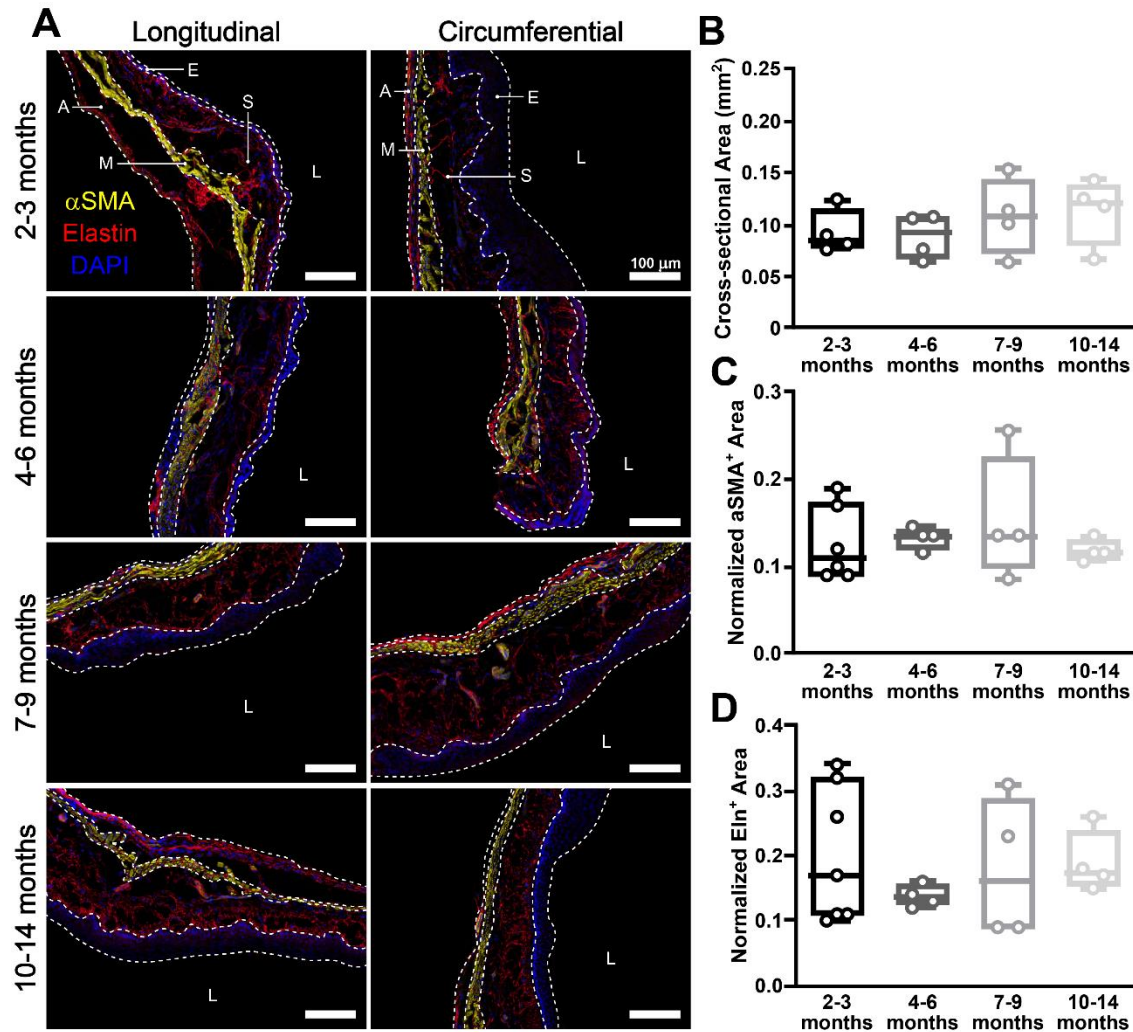 A
Longitudinal
Circumferential
2-3 months
αSMA
Elastin
DAPI
A
E
S
M
L
A
E
M
S
L
100 μm
4-6 months
L
L
7-9 months
L
L
10-14 months
L
L
B
Cross-sectional Area (mm²)
0.25
0.20
0.15
0.10
0.05
0
2-3 months
4-6 months
7-9 months
10-14 months
C
Normalized aSMA⁺ Area
0.3
0.2
0.1
0.0
2-3 months
4-6 months
7-9 months
10-14 months
D
Normalized Eln⁺ Area
0.4
0.3
0.2
0.1
0.0
2-3 months
4-6 months
7-9 months
10-14 months